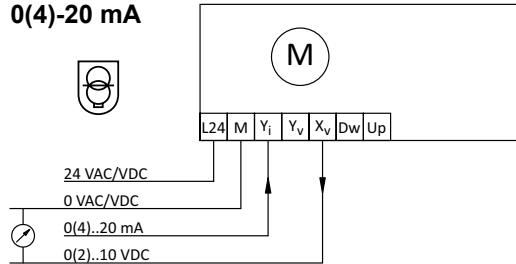 0(4)-20 mA
M
L24 M Yi Yv Xv Dw Up
24 VAC/VDC
0 VAC/VDC
0(4)..20 mA
0(2)..10 VDC